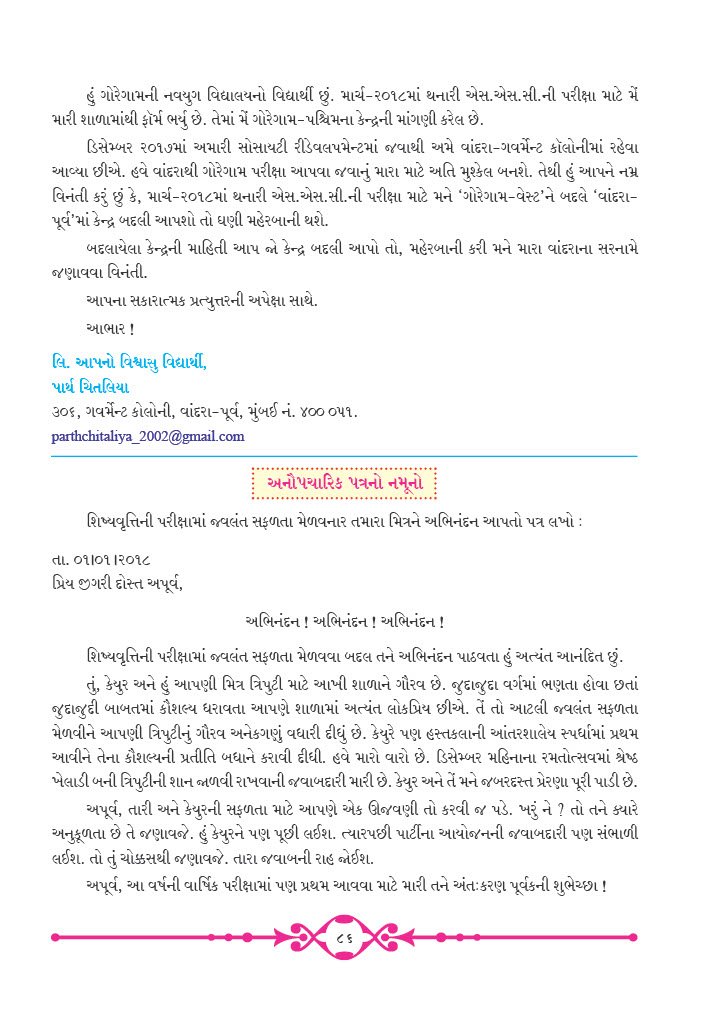 હું ગોરેગામની નવયુગ વિદ્યાલયનો વિદ્યાર્થી છું. માર્ચ-૨૦૧૮માં થનારી એસ.એસ.સી.ની પરીક્ષા માટે મેં
મારી શાળામાંથી ફૉર્મ ભર્યુ છે. તેમાં મેં ગોરેગામ-પશ્ચિમના કેન્દ્રની માંગણી કરેલ છે.
ડિસેમ્બર ૨૦૧૭માં અમારી સોસાયટી રીડેવલપમેન્ટમાં જવાથી અમે વાંદરા-ગવર્મેન્ટ કૉલોનીમાં રહેવા
આવ્યા છીએ. હવે વાંદરાથી ગોરેગામ પરીક્ષા આપવા જવાનું મારા માટે અતિ મુશ્કેલ બનશે. તેથી હું આપને નમ્ર
વિનંતી કરું છું કે, માર્ચ-૨૦૧૮માં થનારી એસ.એસ.સી.ની પરીક્ષા માટે મને ‘ગોરેગામ-વેસ્ટ’ને બદલે ‘વાંદરા-
પૂર્વ’માં કેન્દ્ર બદલી આપશો તો ઘણી મહેરબાની થશે.
બદલાયેલા કેન્દ્રની માહિતી આપ જો કેન્દ્ર બદલી આપો તો, મહેરબાની કરી મને મારા વાંદરાના સરનામે
જણાવવા વિનંતી.
આપના સકારાત્મક પ્રત્યુત્તરની અપેક્ષા સાથે.
આભાર !
લિ. આપનો વિશ્વાસુ વિદ્યાર્થી,
પાર્થ ચિતલિયા
૩૦૬, ગવર્મેન્ટ કોલોની, વાંદરા-પૂર્વ, મુંબઈ નં. ૪૦૦ ૦૫૧.
parthchitaliya_2002@gmail.com
અનૌપચારિક પત્રનો નમૂનો
શિષ્યવૃત્તિની પરીક્ષામાં જ્વલંત સફળતા મેળવનાર તમારા મિત્રને અભિનંદન આપતો પત્ર લખો :
તા. ૦૧।૦૧।૨૦૧૮
પ્રિય જીગરી દોસ્ત અપૂર્વ,
અભિનંદન ! અભિનંદન ! અભિનંદન !
શિષ્યવૃત્તિની પરીક્ષામાં જ્વલંત સફળતા મેળવવા બદલ તને અભિનંદન પાઠવતા હું અત્યંત આનંદિત છું.
તું, કેયુર અને હું આપણી મિત્ર ત્રિપુટી માટે આખી શાળાને ગૌરવ છે. જુદાજુદા વર્ગમાં ભણતા હોવા છતાં
જુદાજુદી બાબતમાં કૌશલ્ય ધરાવતા આપણે શાળામાં અત્યંત લોકપ્રિય છીએ. તેં તો આટલી જ્વલંત સફળતા
મેળવીને આપણી ત્રિપુટીનું ગૌરવ અનેકગણું વધારી દીધું છે. કેયુરે પણ હસ્તકલાની આંતરશાલેય સ્પર્ધામાં પ્રથમ
આવીને તેના કૌશલ્યની પ્રતીતિ બધાને કરાવી દીધી. હવે મારો વારો છે. ડિસેમ્બર મહિનાના રમતોત્સવમાં શ્રેષ્ઠ
ખેલાડી બની ત્રિપુટીની શાન જાળવી રાખવાની જવાબદારી મારી છે. કેયુર અને તેં મને જબરદસ્ત પ્રેરણા પૂરી પાડી છે.
અપૂર્વ, તારી અને કેયુરની સફળતા માટે આપણે એક ઊજવણી તો કરવી જ પડે. ખરું ને ? તો તને ક્યારે
અનુકૂળતા છે તે જણાવજે. હું કેયુરને પણ પૂછી લઈશ. ત્યારપછી પાર્ટીના આયોજનની જવાબદારી પણ સંભાળી
લઈશ. તો તું ચોક્કસથી જણાવજે. તારા જવાબની રાહ જોઈશ.
અપૂર્વ, આ વર્ષની વાર્ષિક પરીક્ષામાં પણ પ્રથમ આવવા માટે મારી તને અંતઃકરણ પૂર્વકની શુભેચ્છા !
૮૬